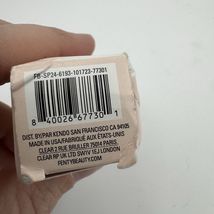 FB-SP24-6193-101723-77301
8 40026 67730 1
DIST. BY/PAR KENDO SAN FRANCISCO CA 94105
MADE IN USA/FABRIQUÉ AUX ÉTATS-UNIS
CLEAR 2 RUE BRULLER 75014 PARIS
CLEAR RP UK LTD SW1V 1EJ LONDON
FENTYBEAUTY.COM